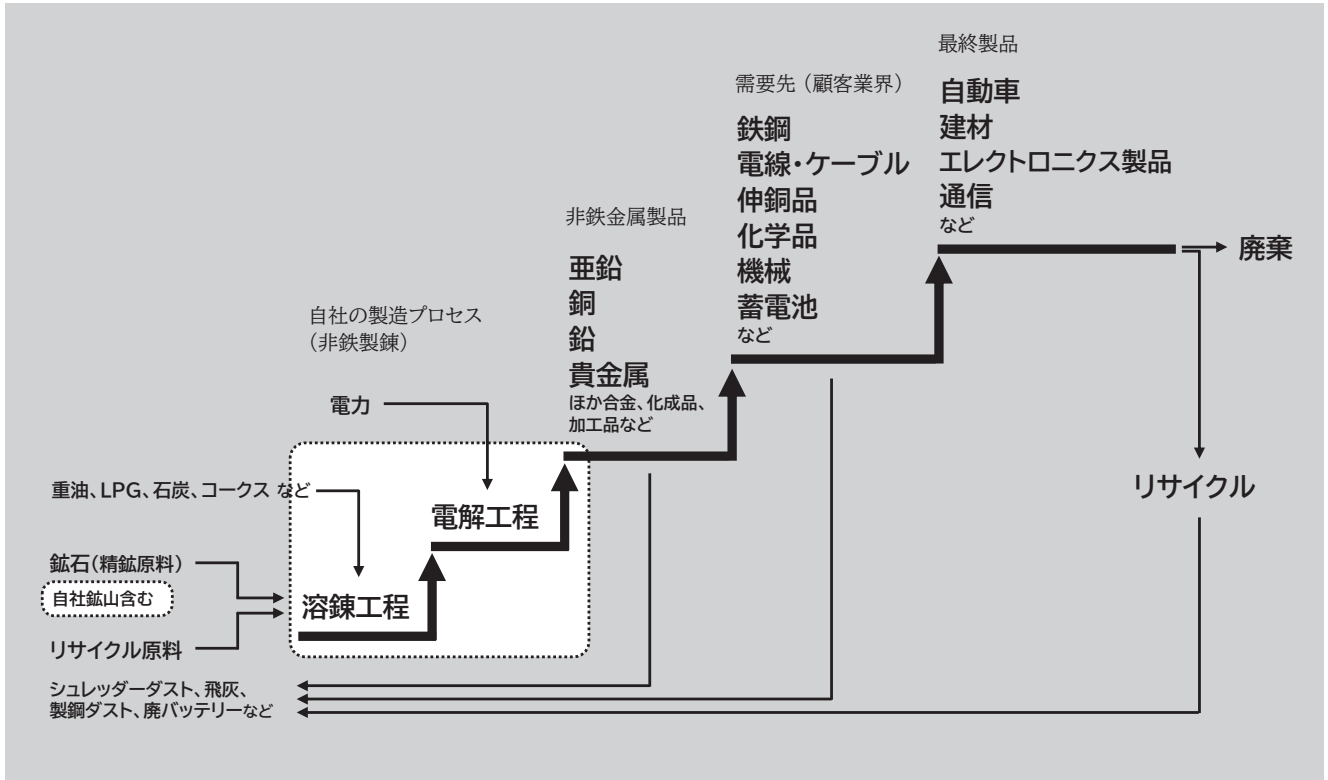 最終製品
自動車
建材
エレクトロニクス製品
通信
など
需要先（顧客業界）
鉄鋼
電線・ケーブル
伸銅品
化学品
機械
蓄電池
など
廃棄
非鉄金属製品
亜鉛
銅
鉛
貴金属
ほか合金、化成品、
加工品など
自社の製造プロセス
（非鉄製錬）
電力
重油、LPG、石炭、コークス など
電解工程
リサイクル
鉱石（精鉱原料）
自社鉱山含む
溶錬工程
リサイクル原料
シュレッダーダスト、飛灰、
製鋼ダスト、廃バッテリーなど